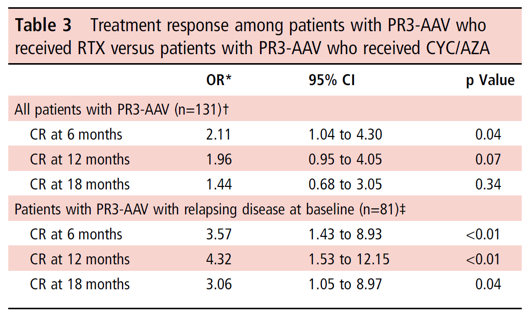 Table 3 Treatment response among patients with PR3-AAV who
received RTX versus patients with PR3-AAV who received CYC/AZA
OR* 95% CI p Value
All patients with PR3-AAV (n=131)†
CR at 6 months 2.11 1.04 to 4.30 0.04
CR at 12 months 1.96 0.95 to 4.05 0.07
CR at 18 months 1.44 0.68 to 3.05 0.34
Patients with PR3-AAV with relapsing disease at baseline (n=81)‡
CR at 6 months 3.57 1.43 to 8.93 <0.01
CR at 12 months 4.32 1.53 to 12.15 <0.01
CR at 18 months 3.06 1.05 to 8.97 0.04